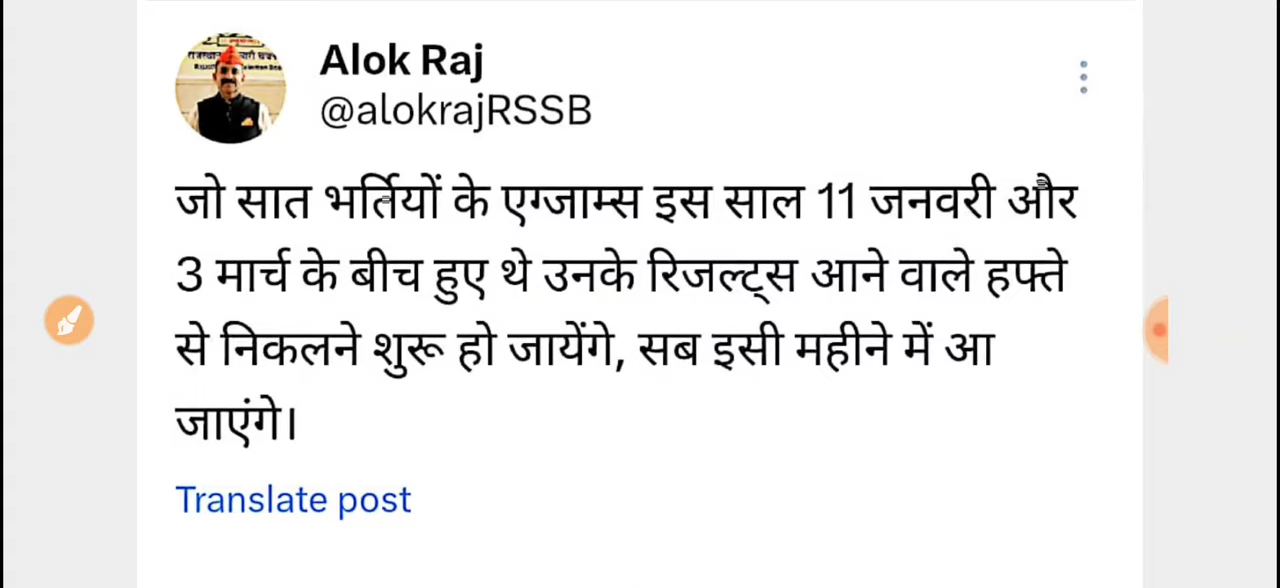 Alok Raj
@alokrajRSSB
जो सात भर्तियों के एग्जाम्स इस साल 11 जनवरी और
3 मार्च के बीच हुए थे उनके रिजल्ट्स आने वाले हफ्ते
से निकलने शुरू हो जायेंगे, सब इसी महीने में आ
जाएंगे।
Translate post